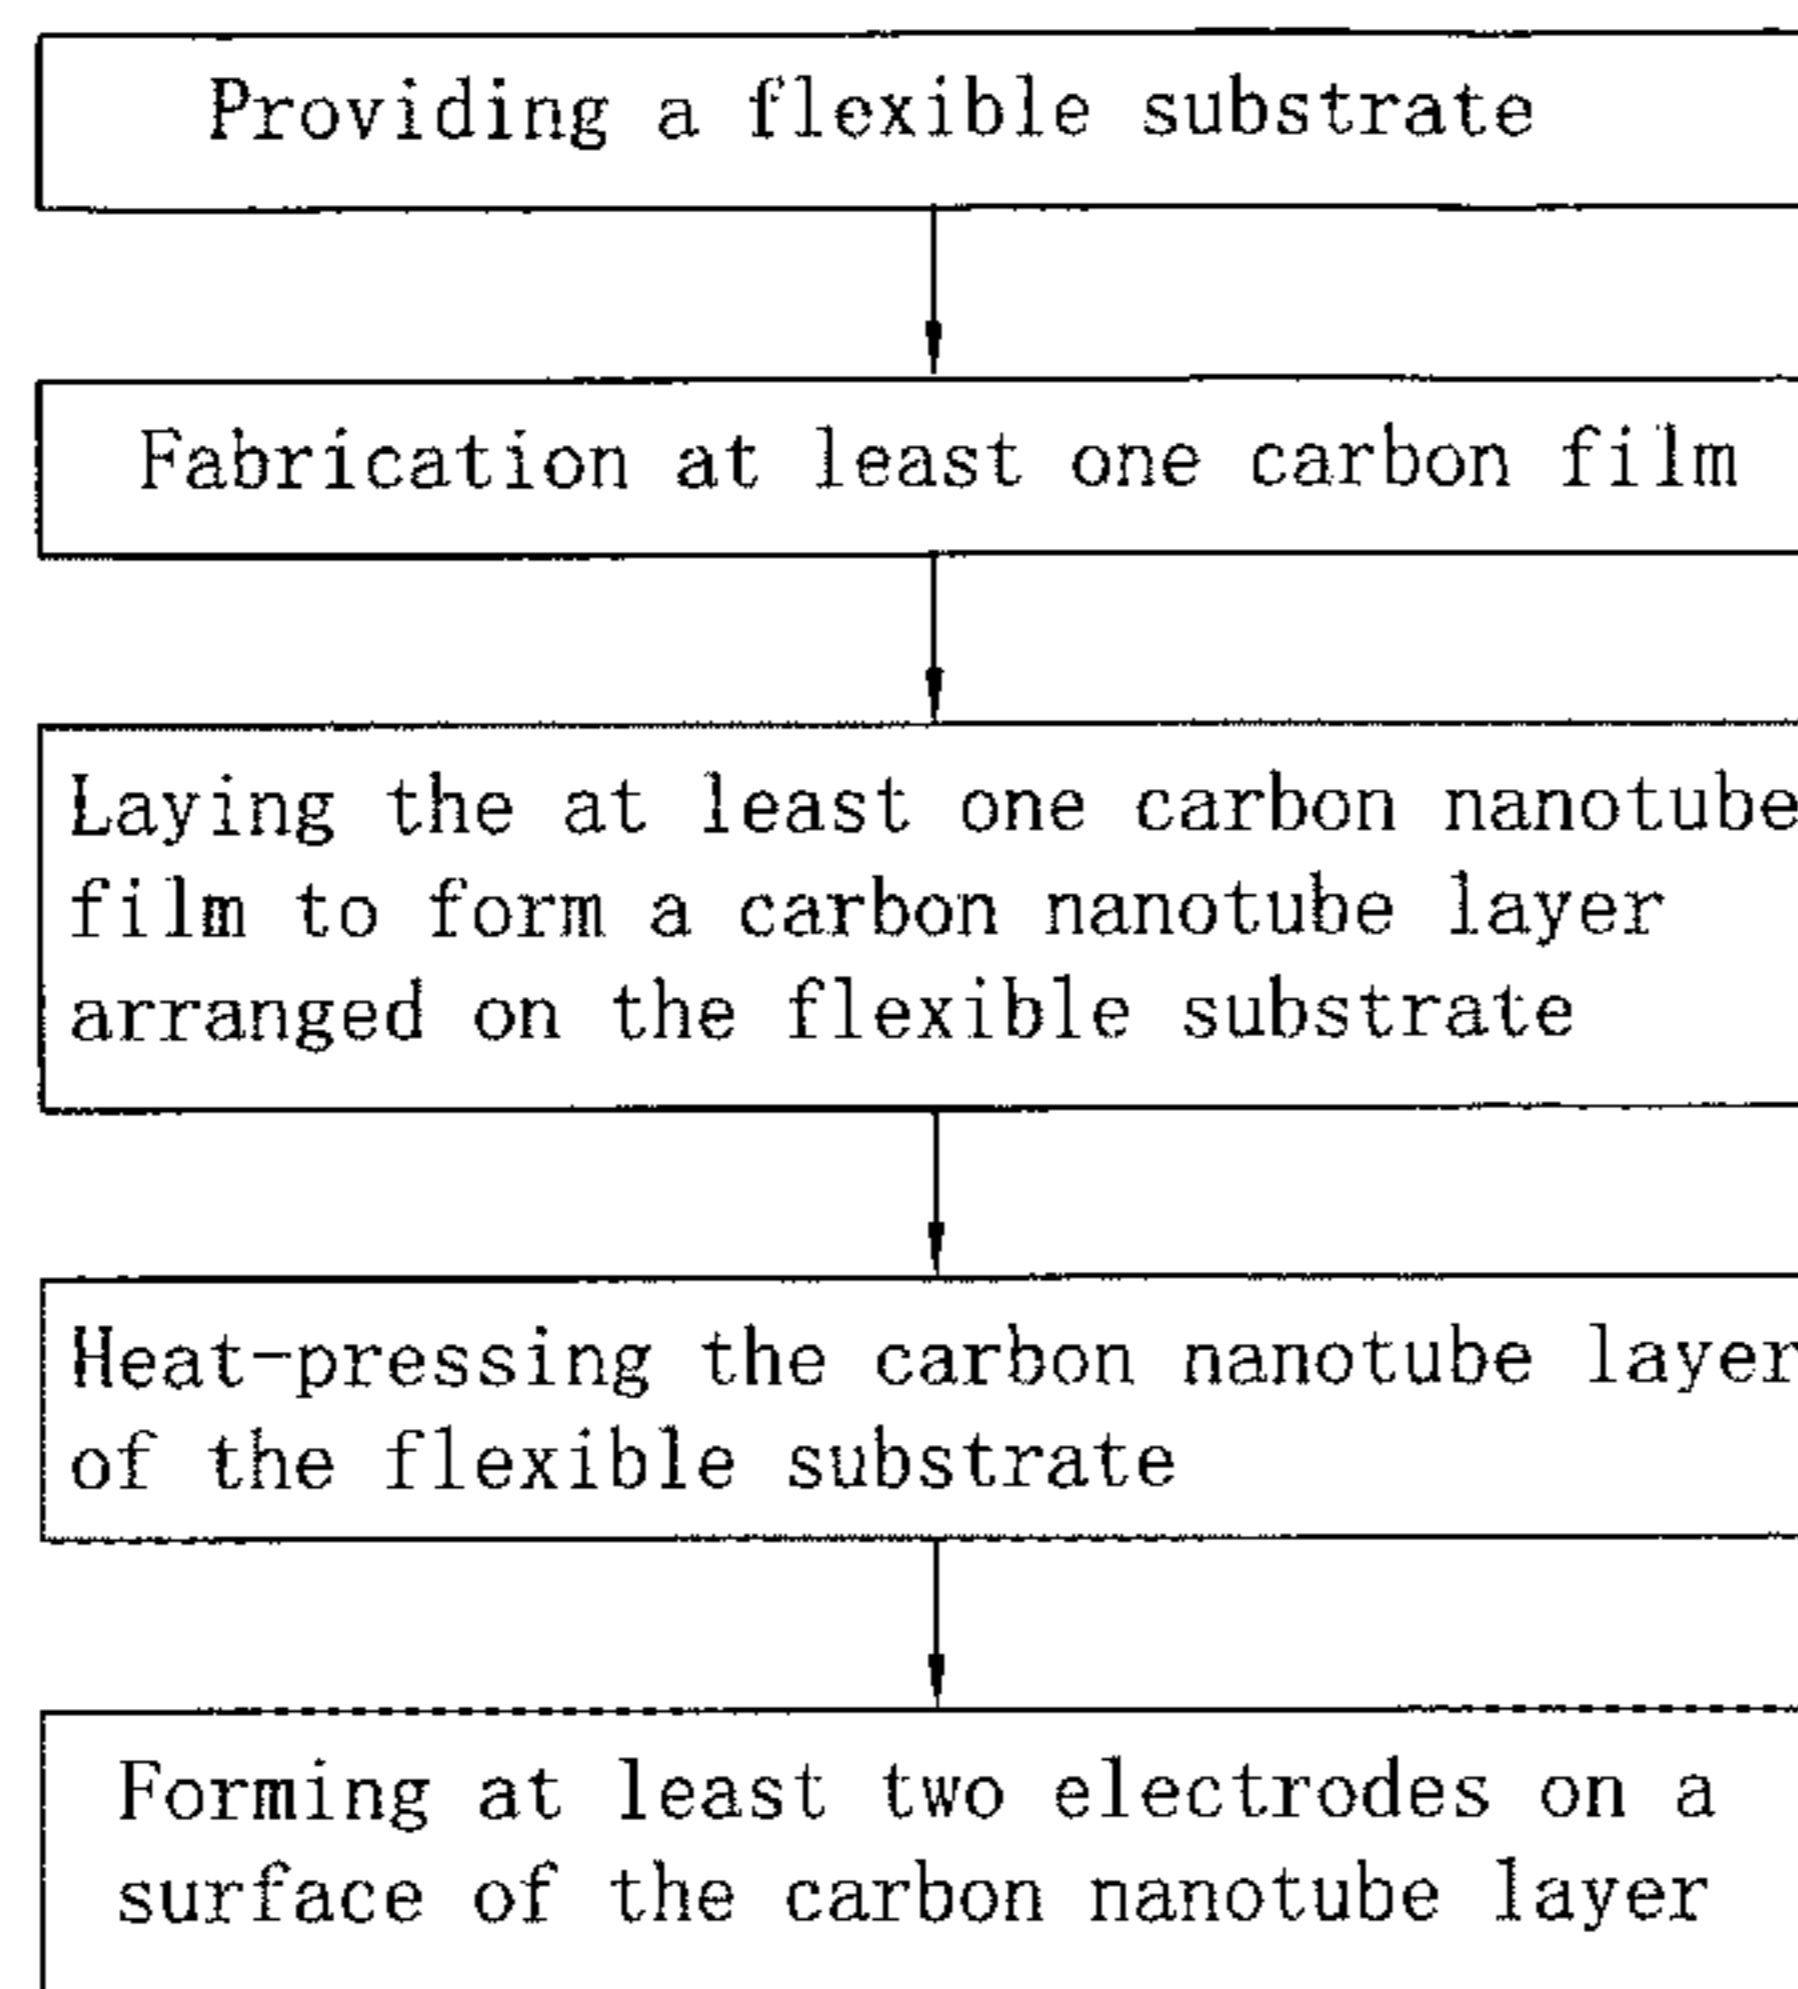 Providing a flexible substrate
Fabrication at least one carbon film
Laying the at least one carbon nanotube
film to form a carbon nanotube layer
arranged on the flexible substrate
Heat-pressing the carbon nanotube layer
of the flexible substrate
Forming at least two electrodes on a
surface of the carbon nanotube layer